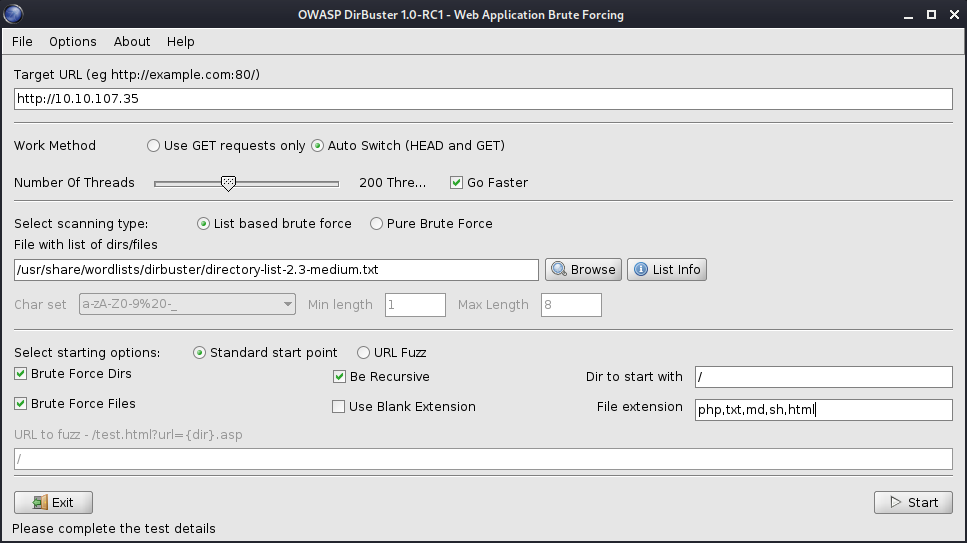 OWASP DirBuster 1.0-RC1 - Web Application Brute Forcing
File Options About Help
Target URL (eg http://example.com:80/)
http://10.10.107.35
Work Method Use GET requests only Auto Switch (HEAD and GET)
Number Of Threads 200 Thre... Go Faster
Select scanning type: List based brute force Pure Brute Force
File with list of dirs/files
/usr/share/wordlists/dirbuster/directory-list-2.3-medium.txt Browse List Info
Char set a-zA-Z0-9%20-_ Min length 1 Max Length 8
Select starting options: Standard start point URL Fuzz
Brute Force Dirs Be Recursive Dir to start with /
Brute Force Files Use Blank Extension File extension php,txt,md,sh,html
URL to fuzz - /test.html?url={dir}.asp
/
Exit Start
Please complete the test details